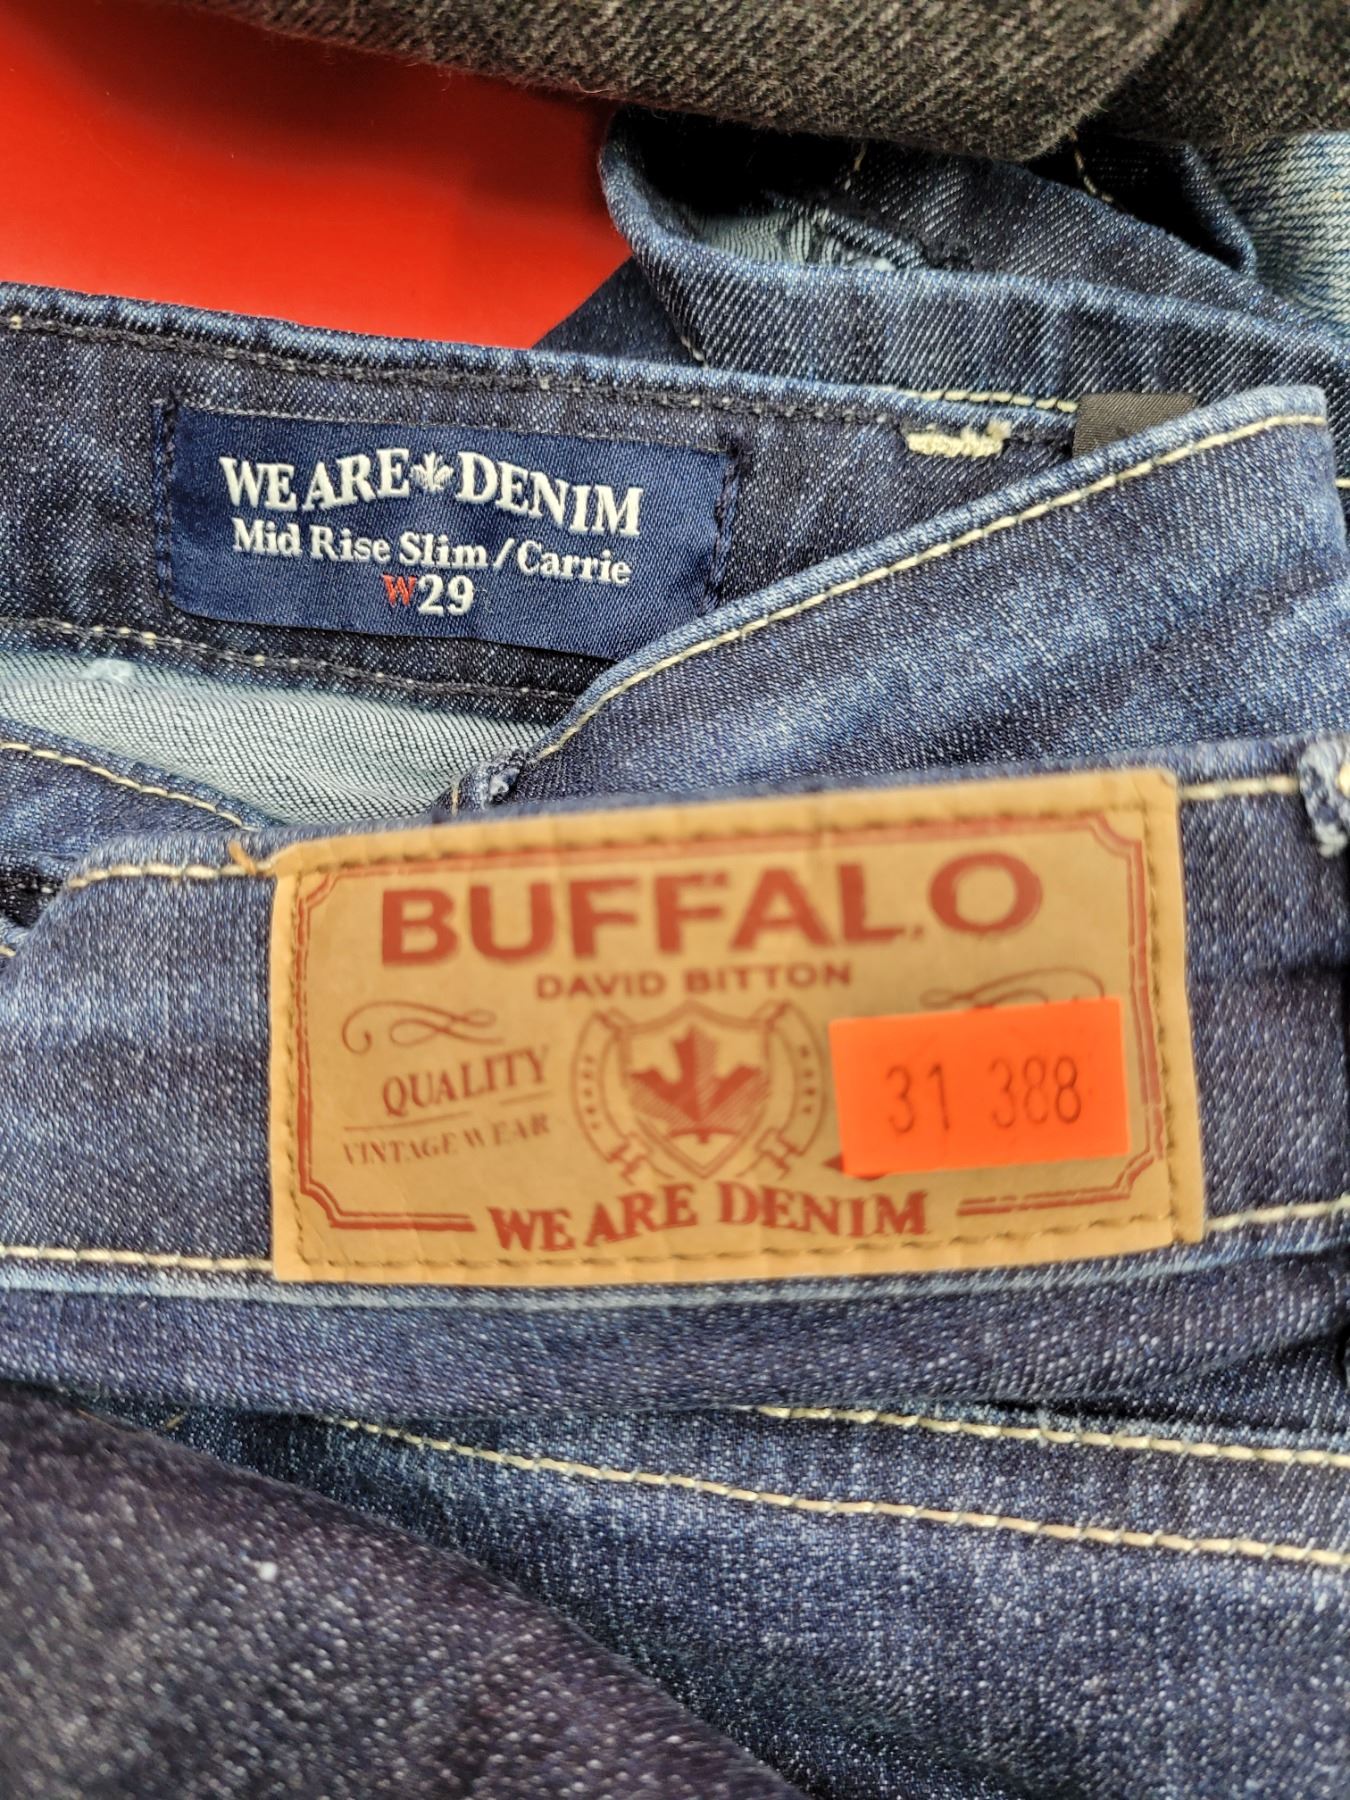 WE ARE DENIM
Mid Rise Slim/Carrie
W29
BUFFALO
DAVID BITTON
QUALITY
VINTAGE WEAR
31 388
WE ARE DENIM